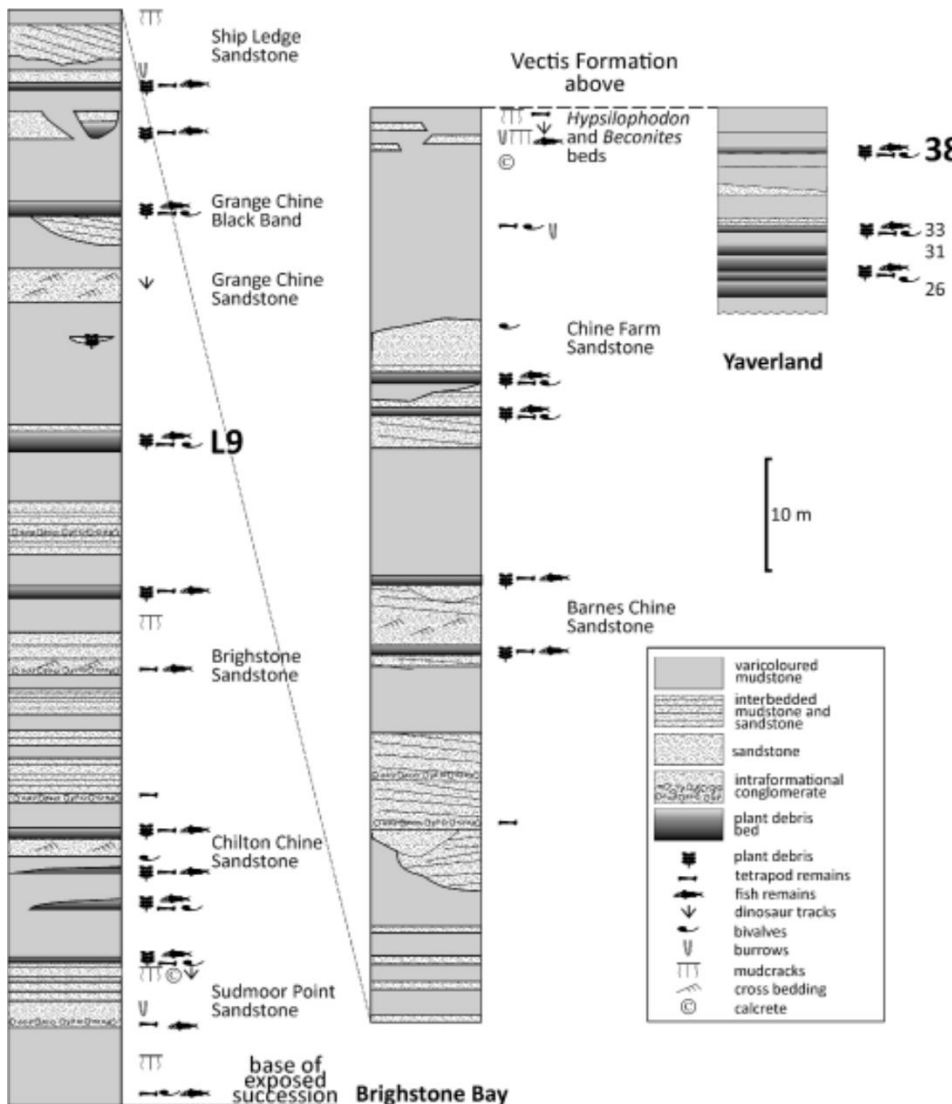 Ship Ledge
Sandstone
Grange Chine
Black Band
Grange Chine
Sandstone
L9
Brighstone
Sandstone
Chilton Chine
Sandstone
©
Sudmoor Point
Sandstone
base of
exposed
succession
Brighstone Bay
Vectis Formation
above
Hypsilophodon
and Beconites
beds
©
Chine Farm
Sandstone
Barnes Chine
Sandstone
38
33
31
26
Yaverland
10 m
varicoloured
mudstone
interbedded
mudstone and
sandstone
sandstone
intraformational
conglomerate
plant debris
bed
plant debris
tetrapod remains
fish remains
dinosaur tracks
bivalves
burrows
mudcracks
cross bedding
© calcrete